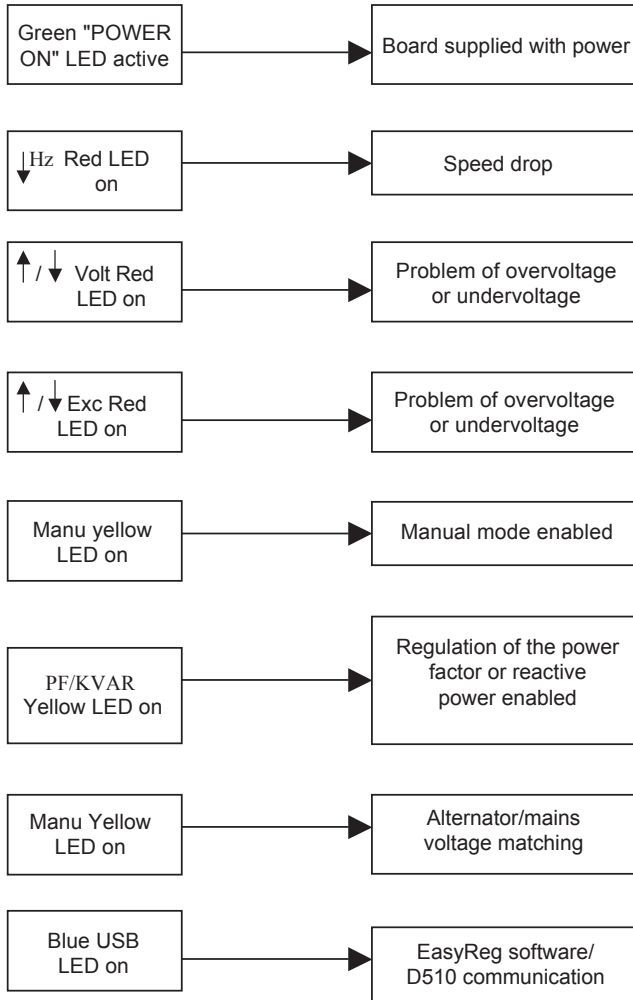 Green "POWER
ON" LED active
Board supplied with power
↓Hz Red LED
on
Speed drop
↑/↓ Volt Red
LED on
Problem of overvoltage
or undervoltage
↑/↓ Exc Red
LED on
Problem of overvoltage
or undervoltage
Manu yellow
LED on
Manual mode enabled
PF/KVAR
Yellow LED on
Regulation of the power
factor or reactive
power enabled
Manu Yellow
LED on
Alternator/mains
voltage matching
Blue USB
LED on
EasyReg software/
D510 communication